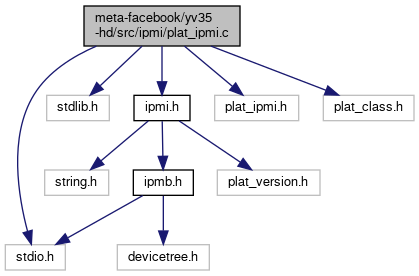 meta-facebook/yv35
-hd/src/ipmi/plat_ipmi.c
stdlib.h
ipmi.h
plat_ipmi.h
plat_class.h
string.h
ipmb.h
plat_version.h
stdio.h
devicetree.h